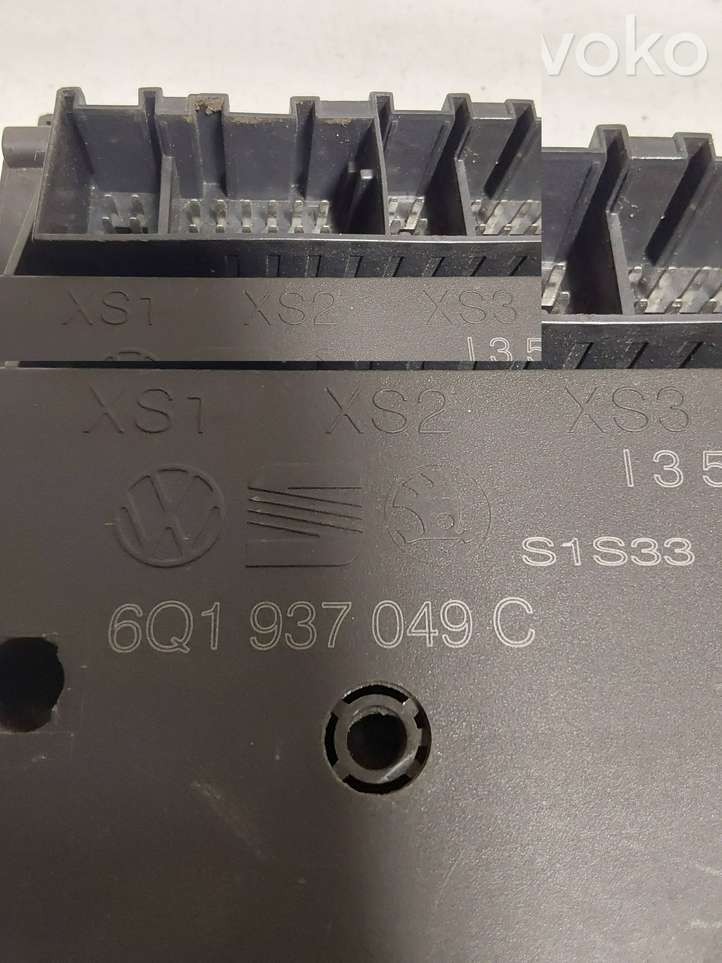 voko
XS1 XS2 XS3
I35
XS1 XS2 XS3
I35
S1S33
6Q1 937 049 C